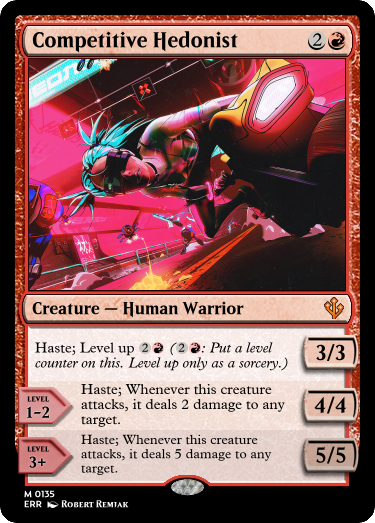 Competitive Hedonist 2
Creature — Human Warrior
Haste; Level up 2 (2: Put a level
counter on this. Level up only as a sorcery.)
3/3
LEVEL
1-2
Haste; Whenever this creature
attacks, it deals 2 damage to any
target.
4/4
LEVEL
3+
Haste; Whenever this creature
attacks, it deals 5 damage to any
target.
5/5
M 0135
ERR Robert Remiak